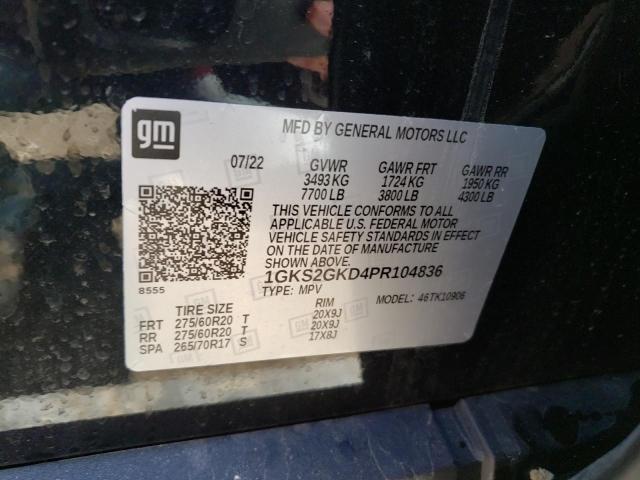 gm
MFD BY GENERAL MOTORS LLC
07/22 GVWR GAWR FRT GAWR RR
3493 KG 1724 KG 1950 KG
7700 LB 3800 LB 4300 LB
THIS VEHICLE CONFORMS TO ALL
APPLICABLE U.S. FEDERAL MOTOR
VEHICLE SAFETY STANDARDS IN EFFECT
ON THE DATE OF MANUFACTURE
SHOWN ABOVE.
8555
1GKS2GKD4PR104836
TYPE: MPV MODEL: 46TK10906
TIRE SIZE RIM
FRT 275/60R20 T 20X9J
RR 275/60R20 T 20X9J
SPA 265/70R17 S 17X8J